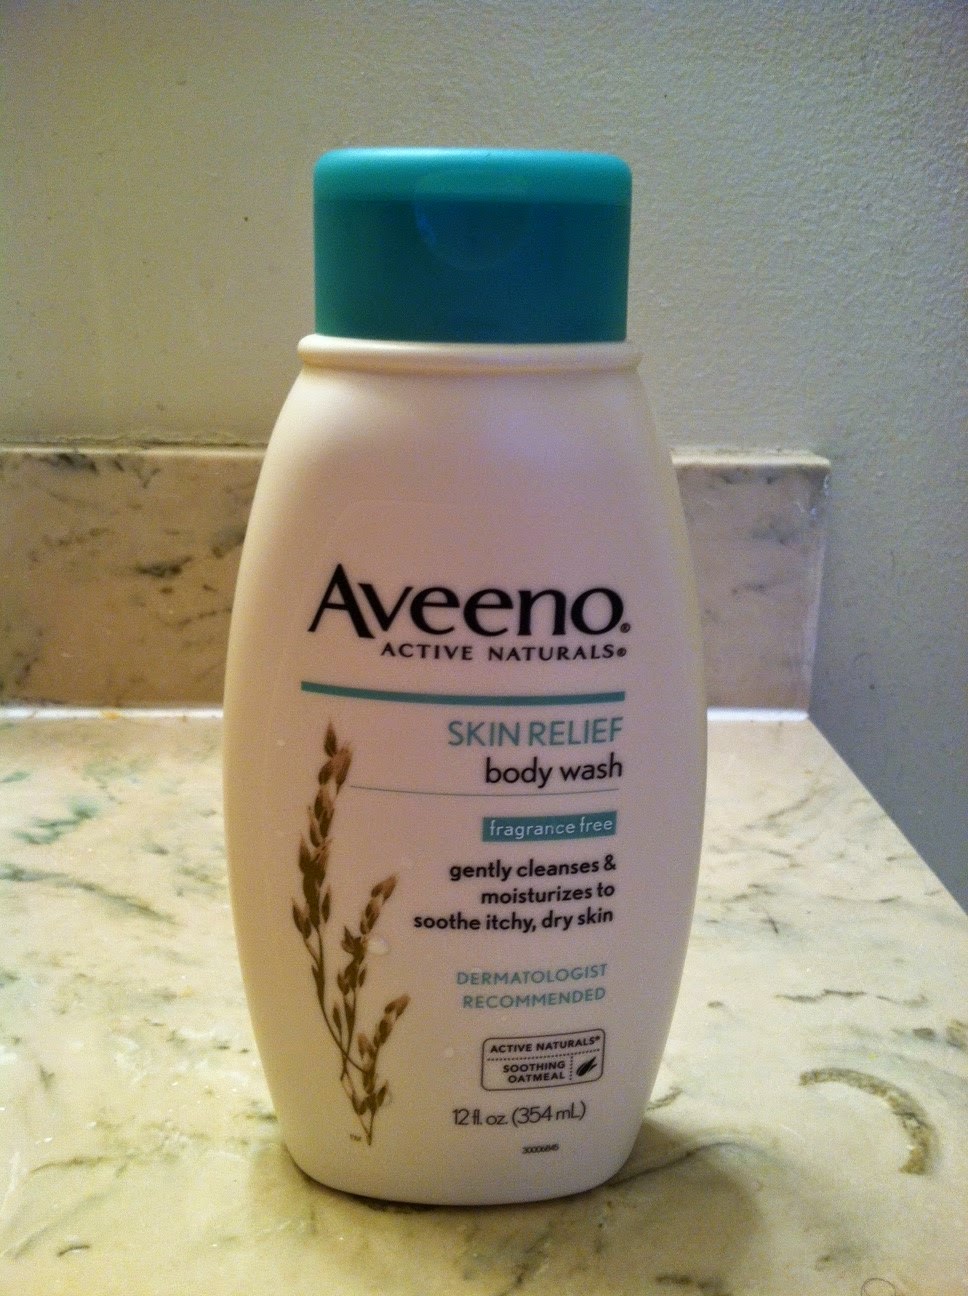 Aveeno®
ACTIVE NATURALS®
SKIN RELIEF
body wash
fragrance free
gently cleanses &
moisturizes to
soothe itchy, dry skin
DERMATOLOGIST
RECOMMENDED
ACTIVE NATURALS®
SOOTHING
OATMEAL
12 fl. oz. (354 mL)
TM